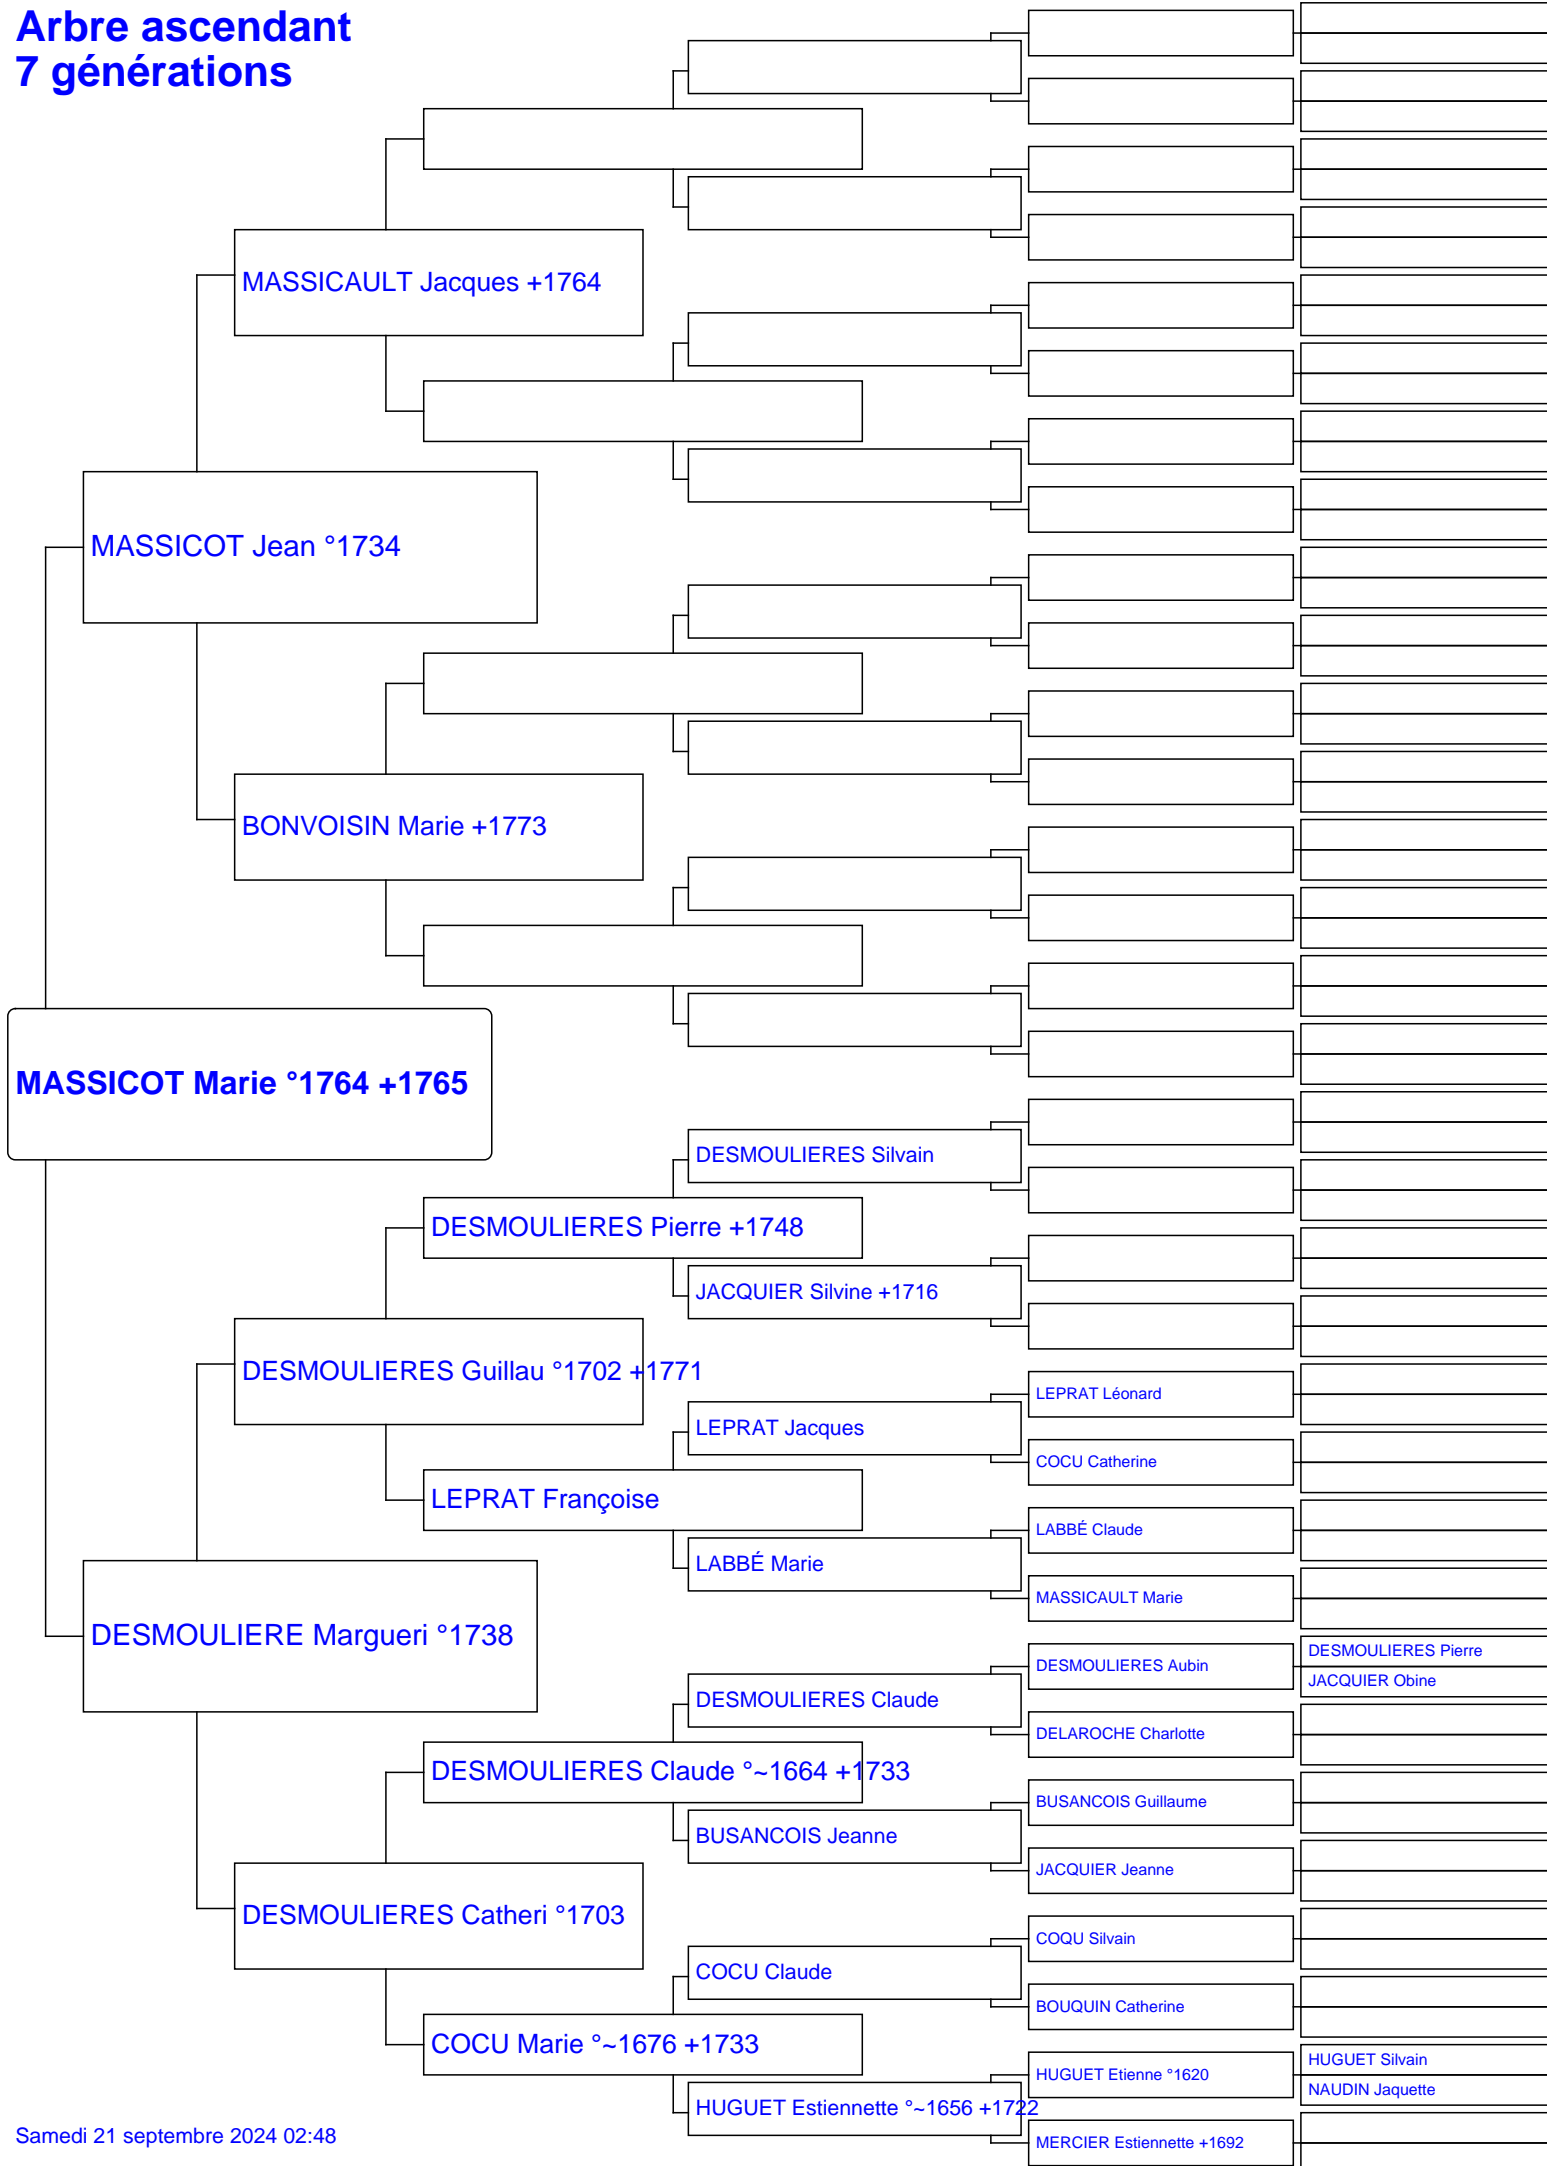 Arbre ascendant
7 générations
MASSICAULT Jacques +1764
MASSICOT Jean °1734
BONVOISIN Marie +1773
MASSICOT Marie °1764 +1765
DESMOULIERES Silvain
DESMOULIERES Pierre +1748
JACQUIER Silvine +1716
DESMOULIERES Guillau °1702 +1771
LEPRAT Léonard
LEPRAT Jacques
COCU Catherine
LEPRAT Françoise
LABBÉ Claude
LABBÉ Marie
MASSICAULT Marie
DESMOULIERE Margueri °1738
DESMOULIERES Pierre
DESMOULIERES Aubin
JACQUIER Obine
DESMOULIERES Claude
DELAROCHE Charlotte
DESMOULIERES Claude °~1664 +1733
BUSANCOIS Guillaume
BUSANCOIS Jeanne
JACQUIER Jeanne
DESMOULIERES Catheri °1703
COQU Silvain
COCU Claude
BOUQUIN Catherine
COCU Marie °~1676 +1733
HUGUET Silvain
HUGUET Etienne °1620
NAUDIN Jaquette
HUGUET Estiennette °~1656 +1722
MERCIER Estiennette +1692
Samedi 21 septembre 2024 02:48